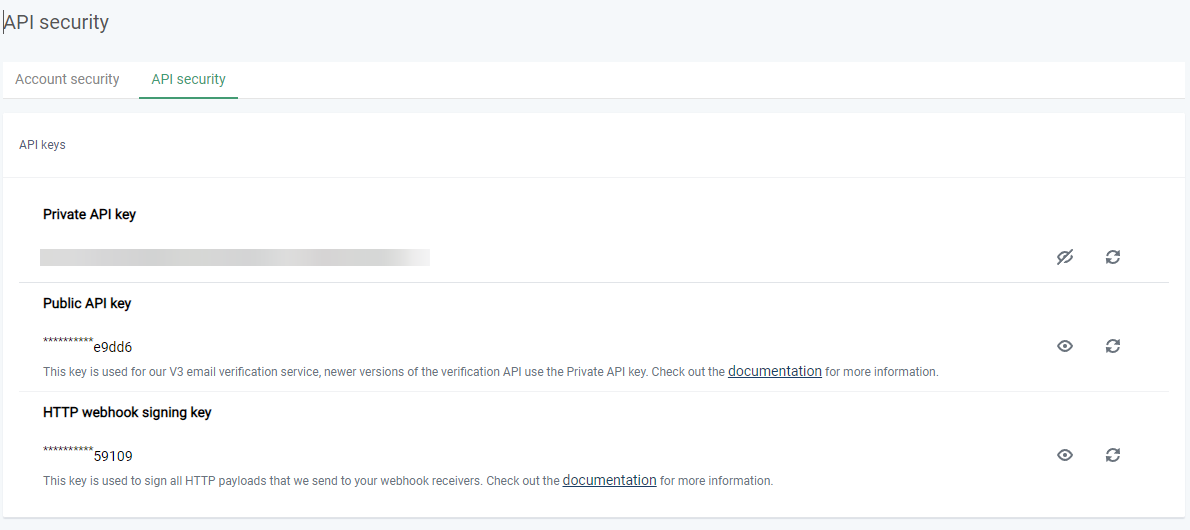 API security
Account security API security
API keys
Private API key
Public API key
**********e9dd6
This key is used for our V3 email verification service, newer versions of the verification API use the Private API key. Check out the documentation for more information.
HTTP webhook signing key
**********59109
This key is used to sign all HTTP payloads that we send to your webhook receivers. Check out the documentation for more information.